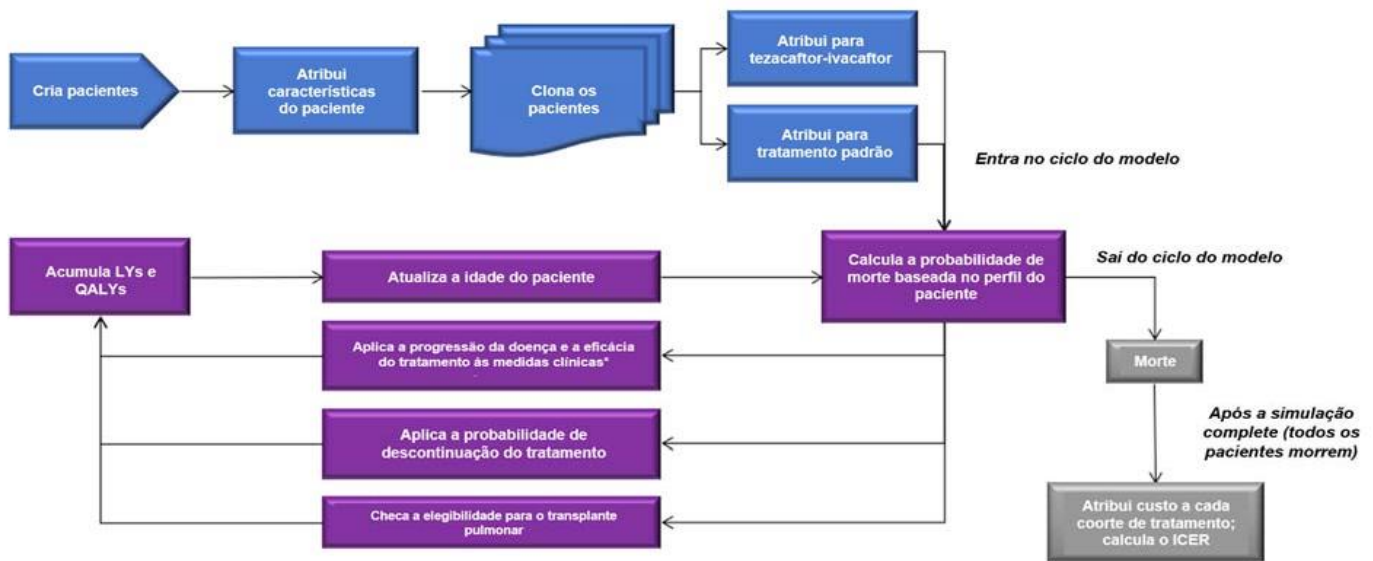 Cria pacientes
Atribui
características
do paciente
Clona os
pacientes
Atribui para
tezacaftor-ivacaftor
Atribui para
tratamento padrão
Entra no ciclo do modelo
Acumula LYs e
QALYs
Atualiza a idade do paciente
Calcula a probabilidade de
morte baseada no perfil do
paciente
Sai do ciclo do modelo
Aplica a progressão da doença e a eficácia
do tratamento às medidas clínicas*
Morte
Aplica a probabilidade de
descontinuação do tratamento
Após a simulação
complete (todos os
pacientes morrem)
Checa a elegibilidade para o transplante
pulmonar
Atribui custo a cada
coorte de tratamento;
calcula o ICER